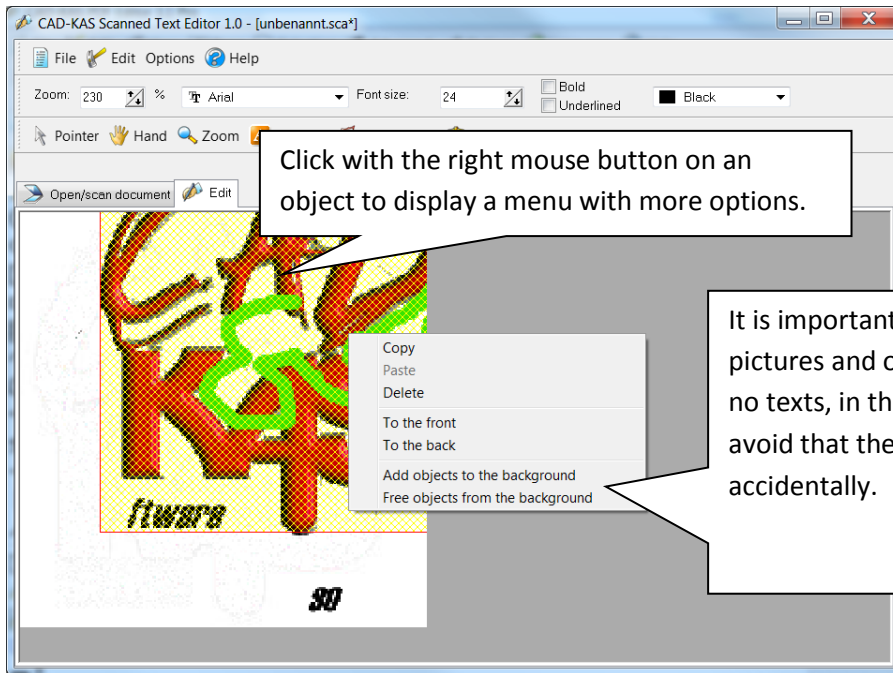 CAD-KAS Scanned Text Editor 1.0 - [unbenannt.sca*]
File Edit Options Help
Zoom: 230 % Arial Font size: 24 Bold Underlined Black
Pointer Hand Zoom
Click with the right mouse button on an
object to display a menu with more options.
Open/scan document Edit
It is important
pictures and
no texts, in
avoid that the
accidentally.
Copy
Paste
Delete
To the front
To the back
Add objects to the background
Free objects from the background
ftware